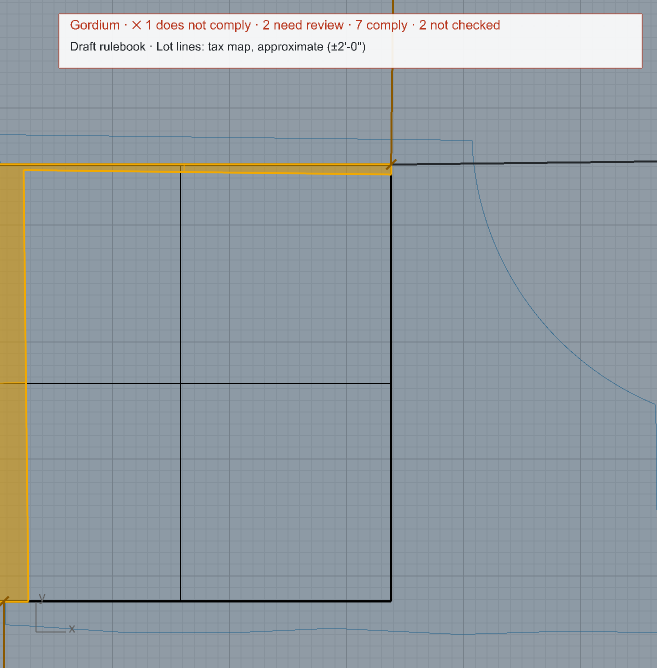 Gordium · ✕ 1 does not comply · 2 need review · 7 comply · 2 not checked
Draft rulebook · Lot lines: tax map, approximate (±2'-0")
y
x